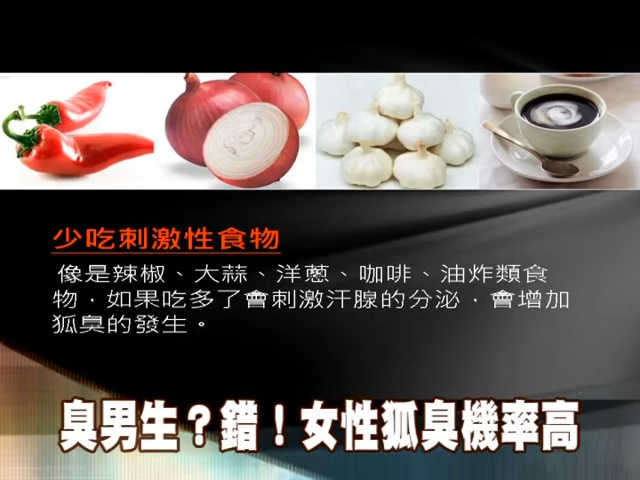 少吃刺激性食物
像是辣椒、大蒜、洋蔥、咖啡、油炸類食
物，如果吃多了會刺激汗腺的分泌，會增加
狐臭的發生。
臭男生？錯！女性狐臭機率高